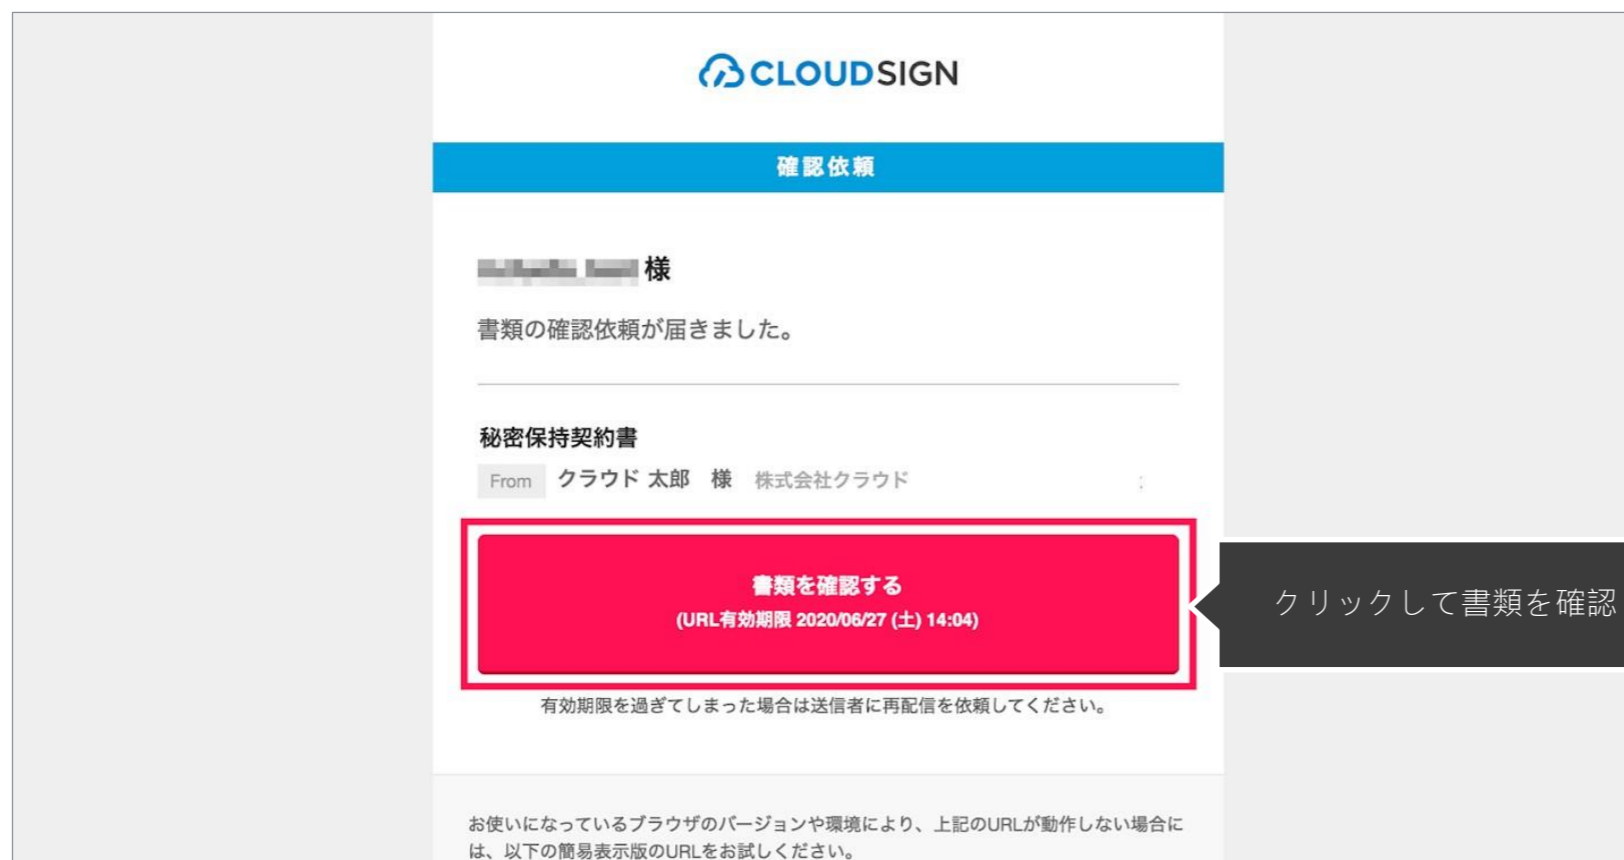 CLOUDSIGN
確認依頼
様
書類の確認依頼が届きました。
秘密保持契約書
From クラウド 太郎 様 株式会社クラウド
書類を確認する
(URL有効期限 2020/06/27 (土) 14:04)
クリックして書類を確認
有効期限を過ぎてしまった場合は送信者に再配信を依頼してください。
お使いになっているブラウザのバージョンや環境により、上記のURLが動作しない場合に
は、以下の簡易表示版のURLをお試しください。